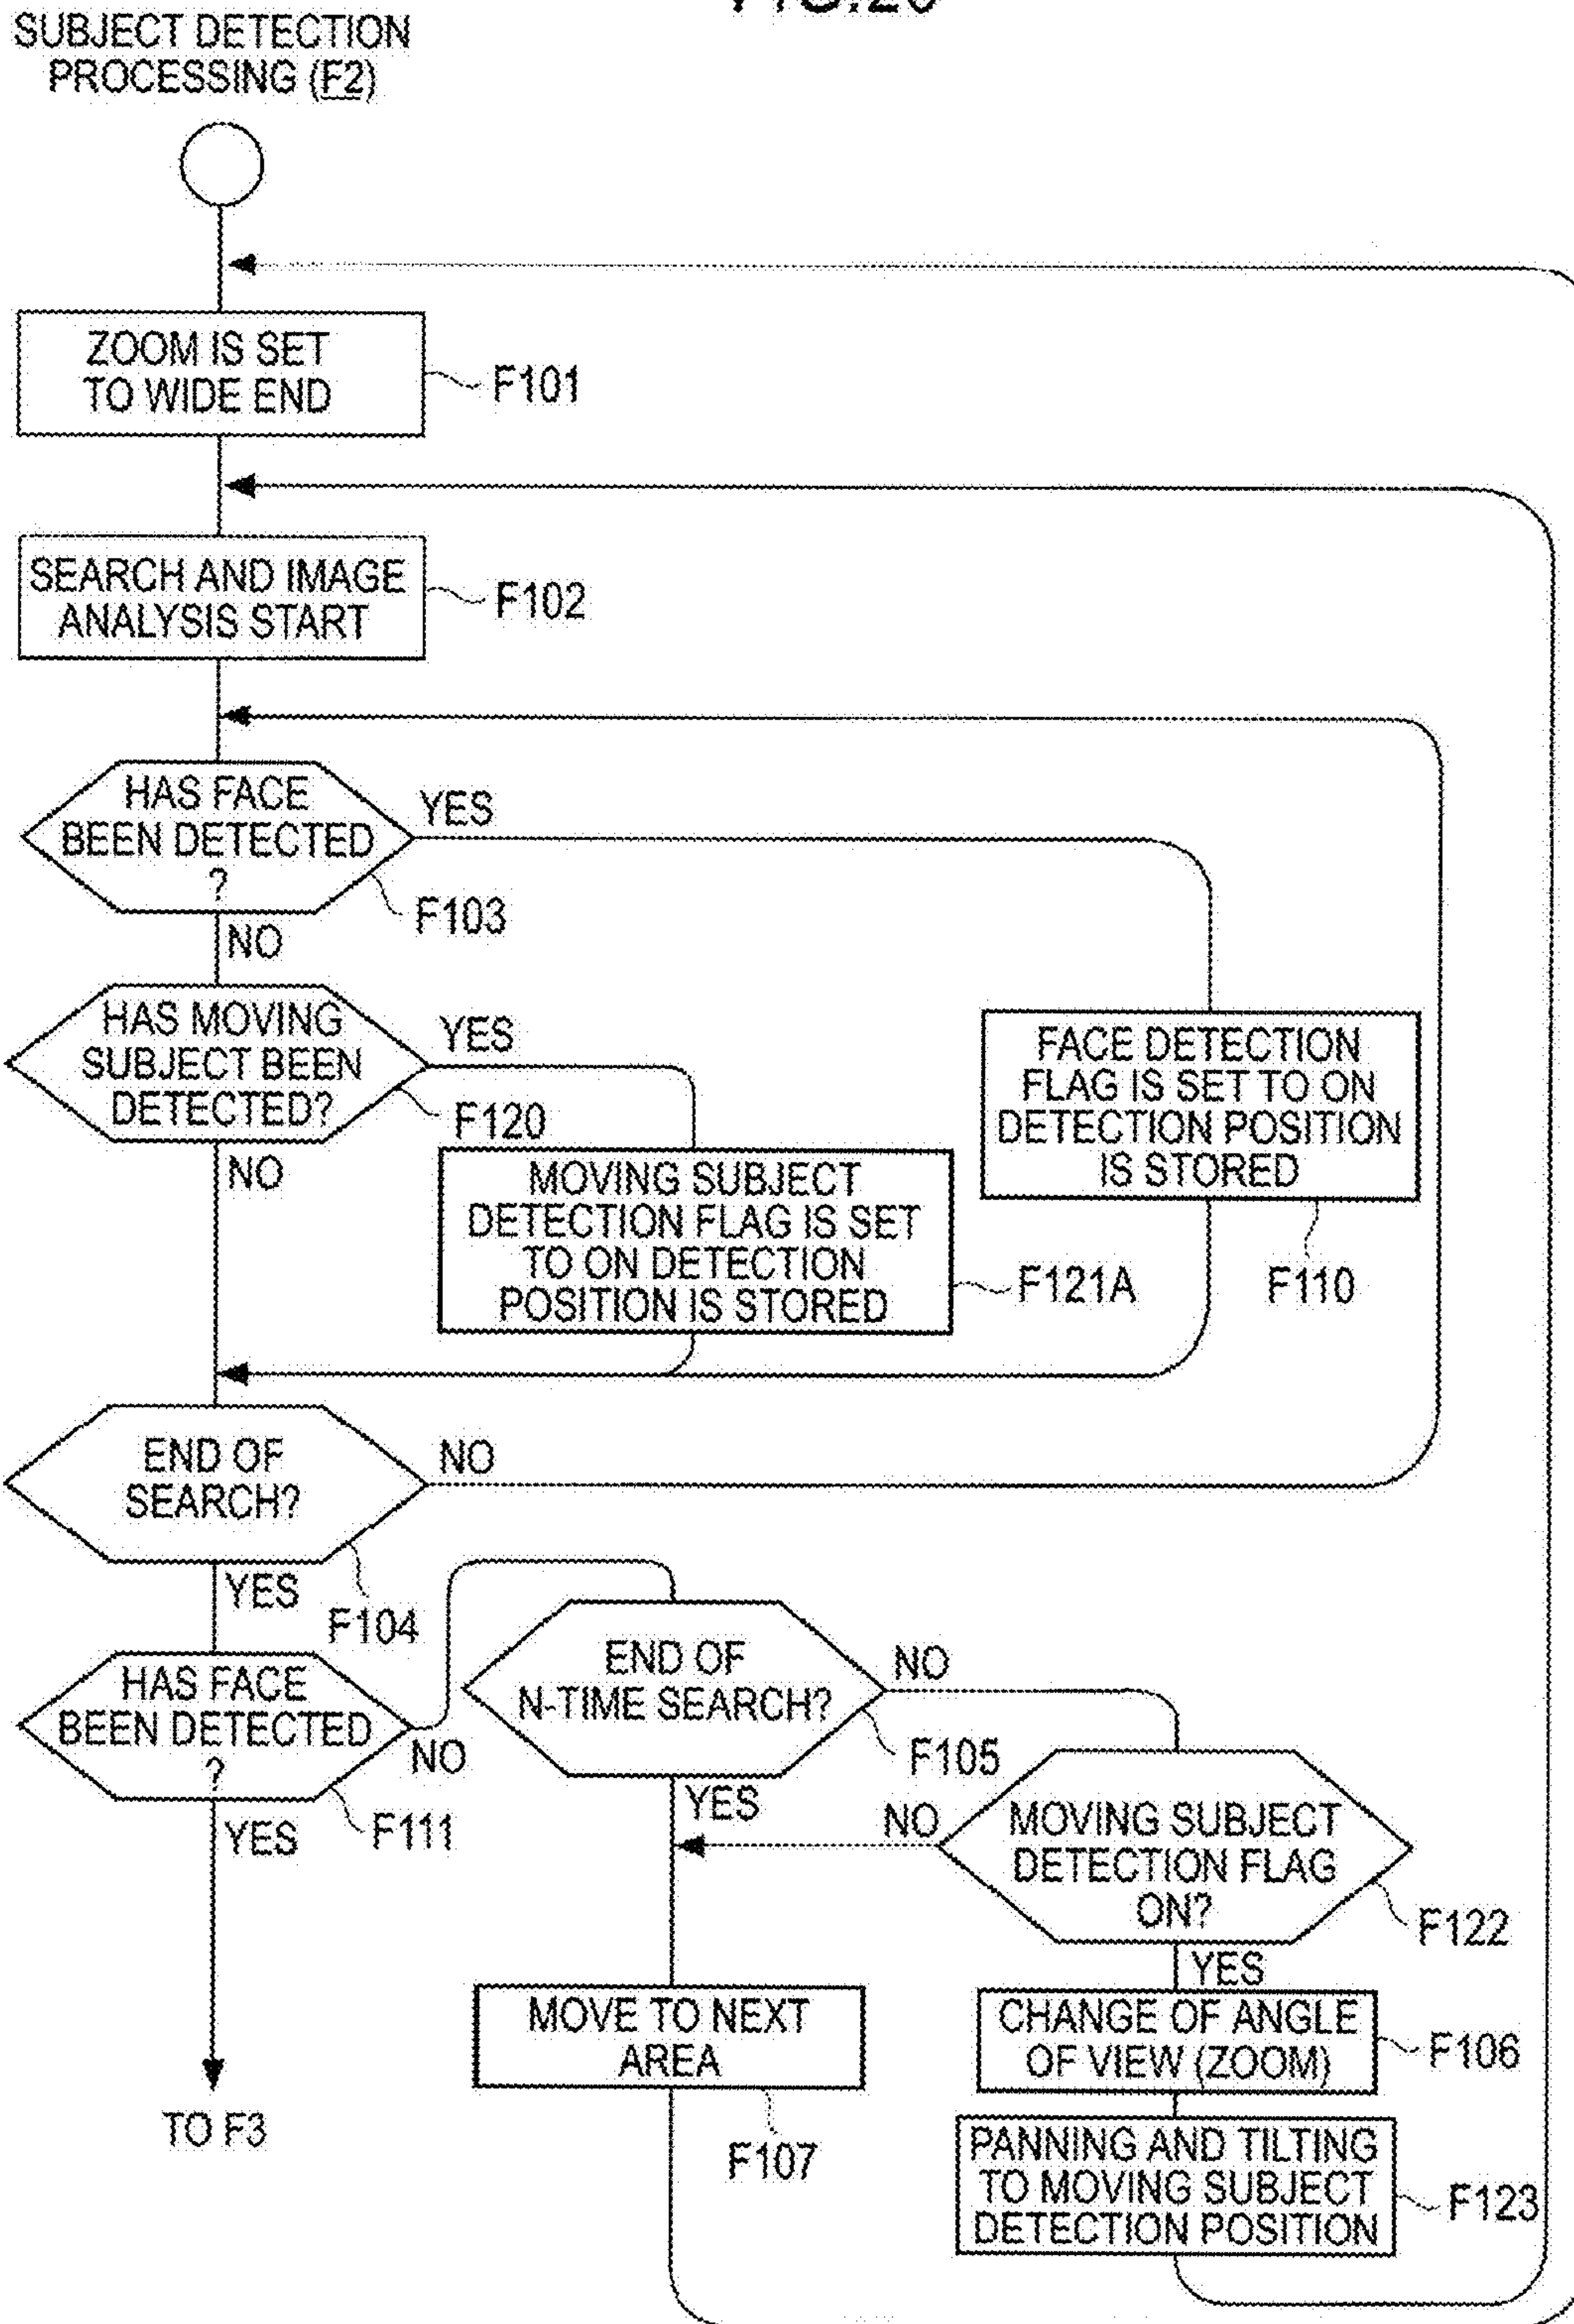 SUBJECT DETECTION
PROCESSING (F2)
ZOOM IS SET
TO WIDE END
F101
SEARCH AND IMAGE
ANALYSIS START
F102
HAS FACE
BEEN DETECTED
?
YES
F103
NO
HAS MOVING
SUBJECT BEEN
DETECTED?
YES
F120
NO
FACE DETECTION
FLAG IS SET TO ON
DETECTION POSITION
IS STORED
F110
MOVING SUBJECT
DETECTION FLAG IS SET
TO ON DETECTION
POSITION IS STORED
F121A
END OF
SEARCH?
NO
F104
YES
HAS FACE
BEEN DETECTED
?
NO
F111
YES
TO F3
END OF
N-TIME SEARCH?
NO
F105
YES
MOVING SUBJECT
DETECTION FLAG
ON?
NO
F122
YES
MOVE TO NEXT
AREA
F107
CHANGE OF ANGLE
OF VIEW (ZOOM)
F106
PANNING AND TILTING
TO MOVING SUBJECT
DETECTION POSITION
F123